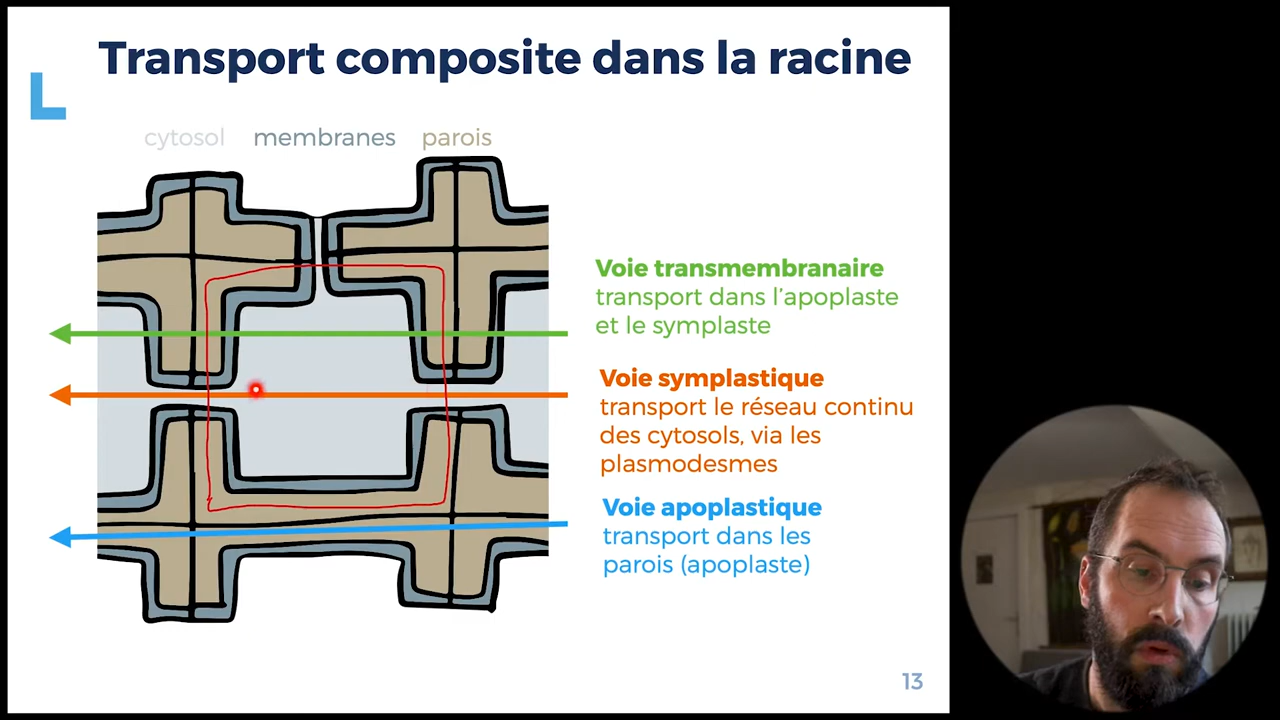 Transport composite dans la racine
cytosol membranes parois
Voie transmembranaire
transport dans l'apoplaste
et le symplaste
Voie symplastique
transport le réseau continu
des cytosols, via les
plasmodesmes
Voie apoplastique
transport dans les
parois (apoplaste)
13